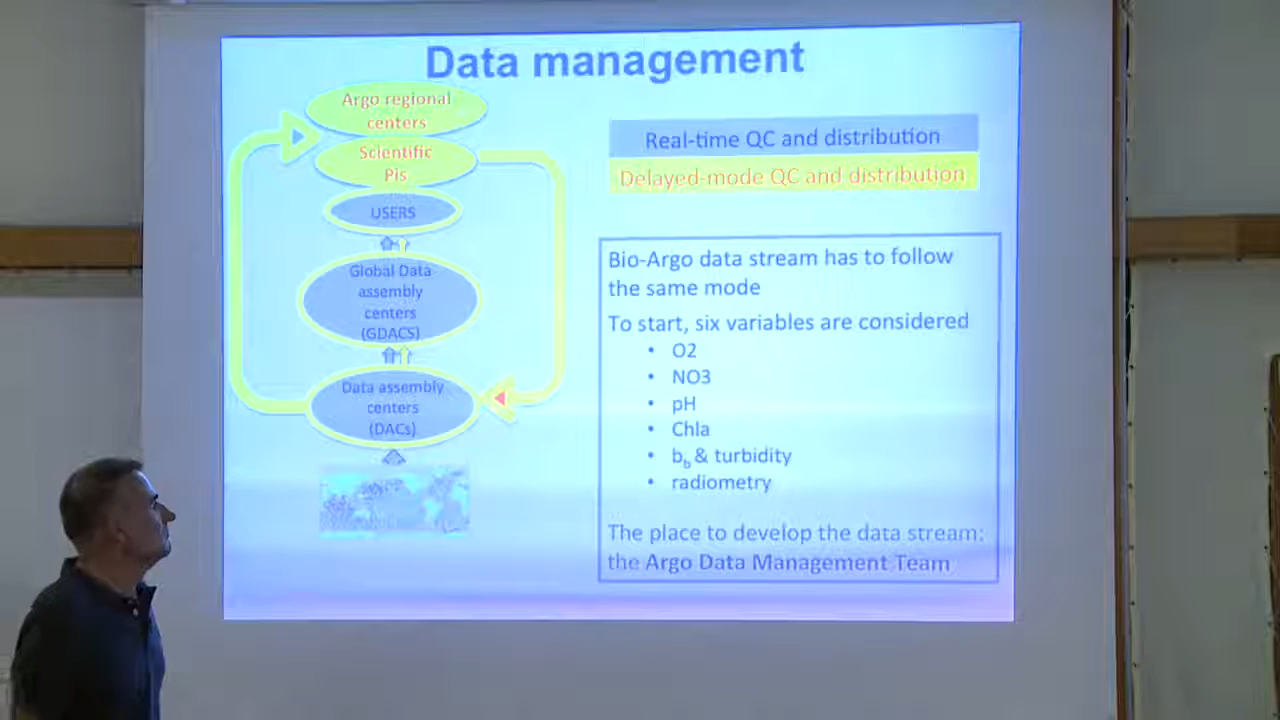 Data management
Argo regional
centers
Scientific
Pis
USERS
Global Data
assembly
centers
(GDACS)
Data assembly
centers
(DACs)
Real-time QC and distribution
Delayed-mode QC and distribution
Bio-Argo data stream has to follow
the same mode
To start, six variables are considered
• O2
• NO3
• pH
• Chla
• bb & turbidity
• radiometry
The place to develop the data stream:
the Argo Data Management Team